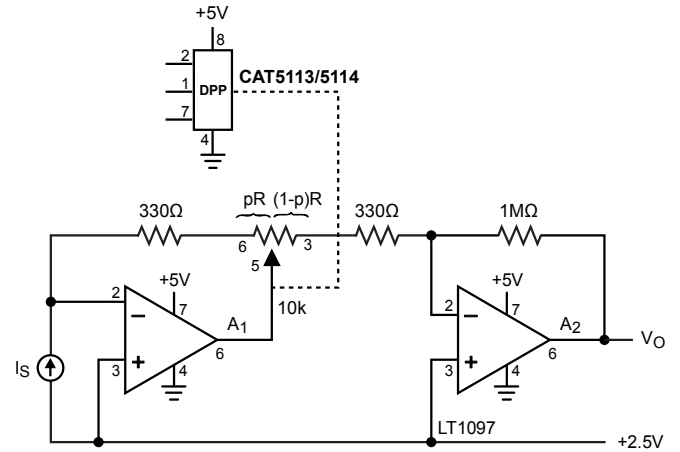 +5V
8
2
1
7
4
DPP
CAT5113/5114
pR (1-p)R
330Ω
330Ω
1MΩ
6
3
5
10k
+5V
+5V
2
7
A1
2
7
A2
–
–
+
+
3
4
6
3
4
6
IS
VO
LT1097
+2.5V